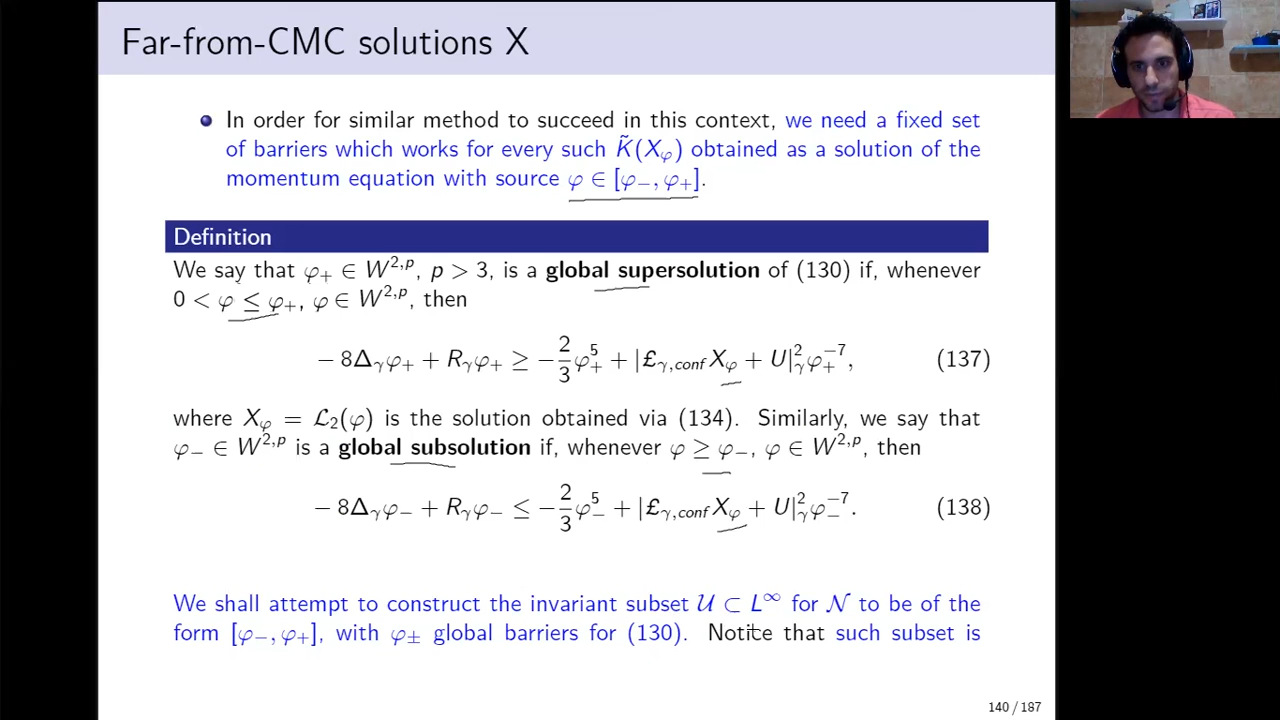 Far-from-CMC solutions X
In order for similar method to succeed in this context, we need a fixed set
of barriers which works for every such K̃(X_φ) obtained as a solution of the
momentum equation with source φ ∈ [φ₋, φ₊].
Definition
We say that φ₊ ∈ W^{2,p}, p > 3, is a global supersolution of (130) if, whenever
0 < φ ≤ φ₊, φ ∈ W^{2,p}, then
− 8Δ_γφ₊ + R_γφ₊ ≥ −2/3 φ₊^5 + |£_{γ,conf}X_φ + U|²_γ φ₊^{−7}, (137)
where X_φ = ℒ₂(φ) is the solution obtained via (134). Similarly, we say that
φ₋ ∈ W^{2,p} is a global subsolution if, whenever φ ≥ φ₋, φ ∈ W^{2,p}, then
− 8Δ_γφ₋ + R_γφ₋ ≤ −2/3 φ₋^5 + |£_{γ,conf}X_φ + U|²_γ φ₋^{−7}. (138)
We shall attempt to construct the invariant subset 𝒰 ⊂ L^∞ for 𝒩 to be of the
form [φ₋, φ₊], with φ± global barriers for (130). Notice that such subset is
140 / 187